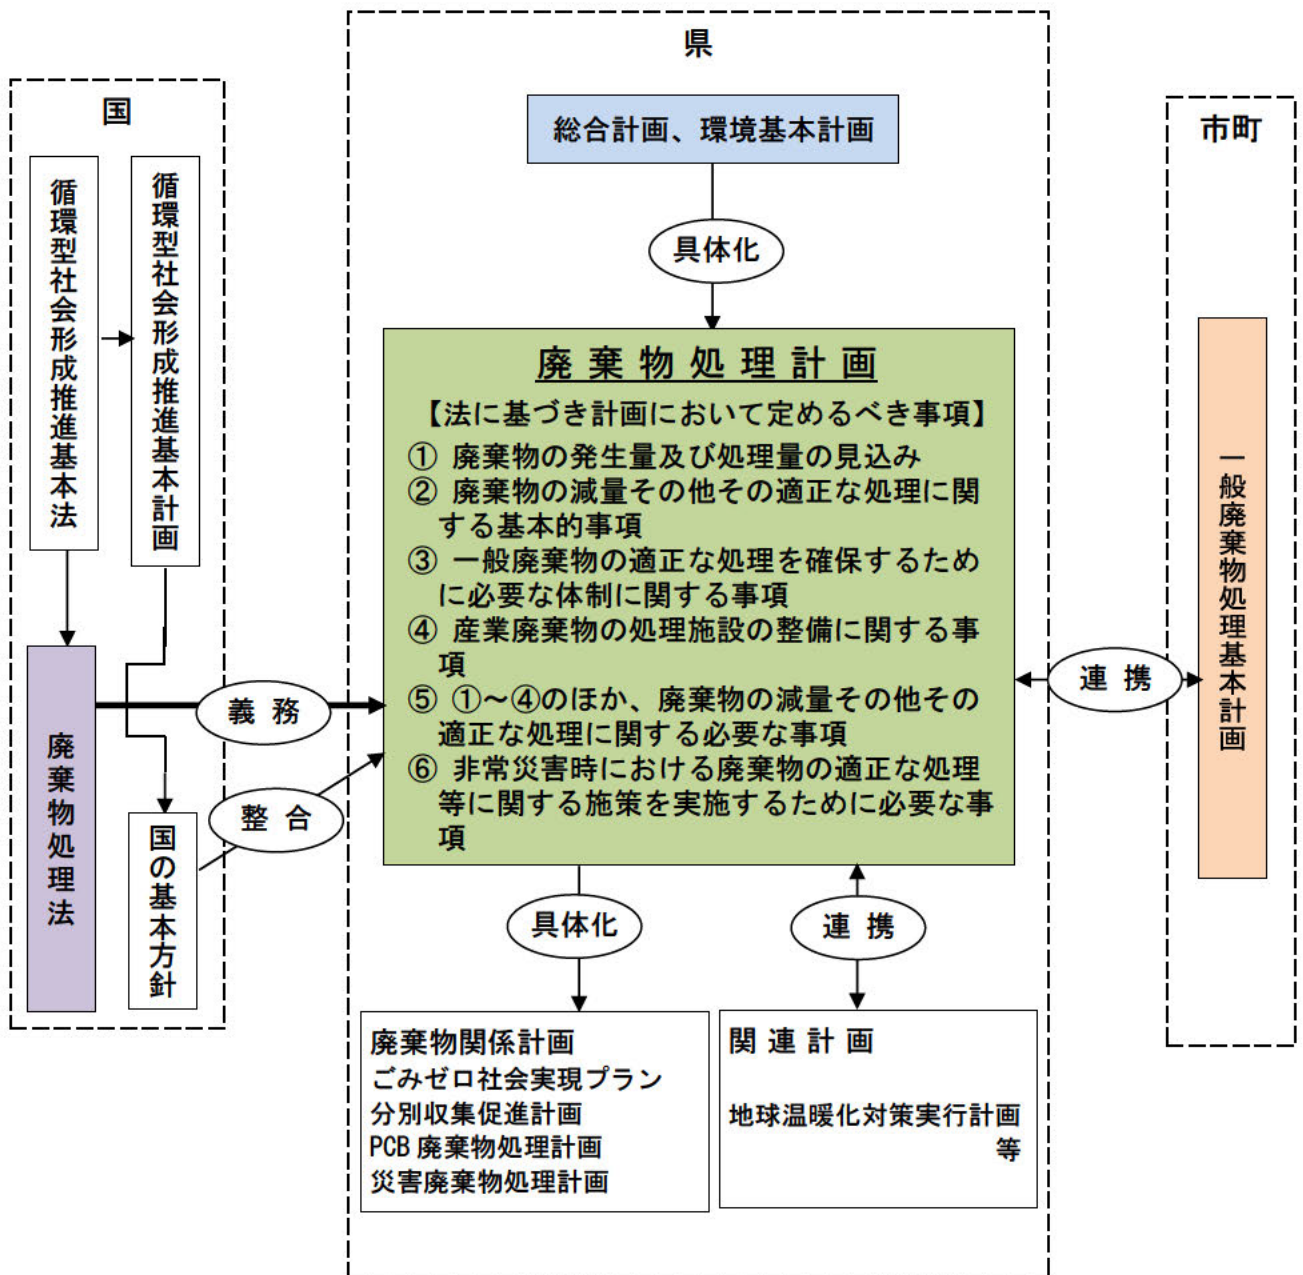 県
国
市町
総合計画、環境基本計画
循環型社会形成推進基本法
循環型社会形成推進基本計画
具体化
廃棄物処理計画
【法に基づき計画において定めるべき事項】
① 廃棄物の発生量及び処理量の見込み
② 廃棄物の減量その他その適正な処理に関
する基本的事項
③ 一般廃棄物の適正な処理を確保するため
に必要な体制に関する事項
④ 産業廃棄物の処理施設の整備に関する事
項
⑤ ①～④のほか、廃棄物の減量その他その
適正な処理に関する必要な事項
⑥ 非常災害時における廃棄物の適正な処理
等に関する施策を実施するために必要な事
項
一般廃棄物処理基本計画
連携
義務
整合
廃棄物処理法
国の基本方針
具体化
連携
廃棄物関係計画
ごみゼロ社会実現プラン
分別収集促進計画
PCB 廃棄物処理計画
災害廃棄物処理計画
関連計画
地球温暖化対策実行計画
等